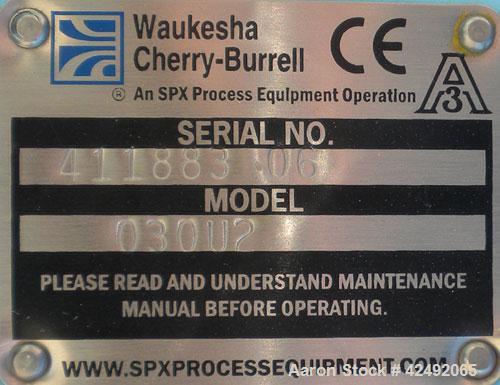 Waukesha
Cherry-Burrell
CE
® An SPX Process Equipment Operation
A
3
SERIAL NO.
411883 06
MODEL
030U2
PLEASE READ AND UNDERSTAND MAINTENANCE
MANUAL BEFORE OPERATING.
WWW.SPXPROCESSEQUIPMENT.COM
Aaron Stock # 42492065